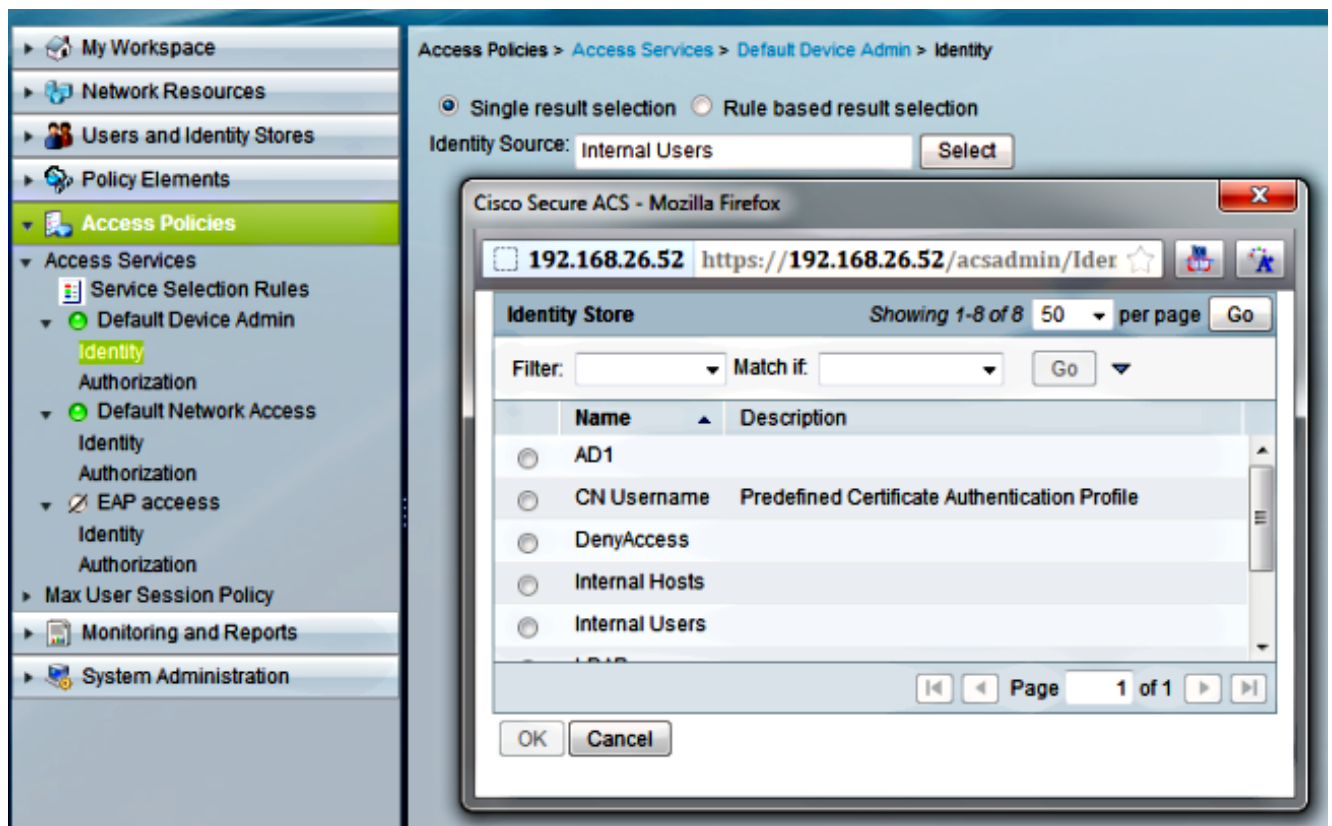 My Workspace
Network Resources
Users and Identity Stores
Policy Elements
Access Policies
Access Services
Service Selection Rules
Default Device Admin
Identity
Authorization
Default Network Access
Identity
Authorization
EAP acceess
Identity
Authorization
Max User Session Policy
Monitoring and Reports
System Administration
Access Policies > Access Services > Default Device Admin > Identity
Single result selection Rule based result selection
Identity Source: Internal Users Select
Cisco Secure ACS - Mozilla Firefox
192.168.26.52 https://192.168.26.52/acsadmin/Ider
Identity Store Showing 1-8 of 8 50 per page Go
Filter: Match if: Go
Name Description
AD1
CN Username Predefined Certificate Authentication Profile
DenyAccess
Internal Hosts
Internal Users
Page 1 of 1
OK Cancel